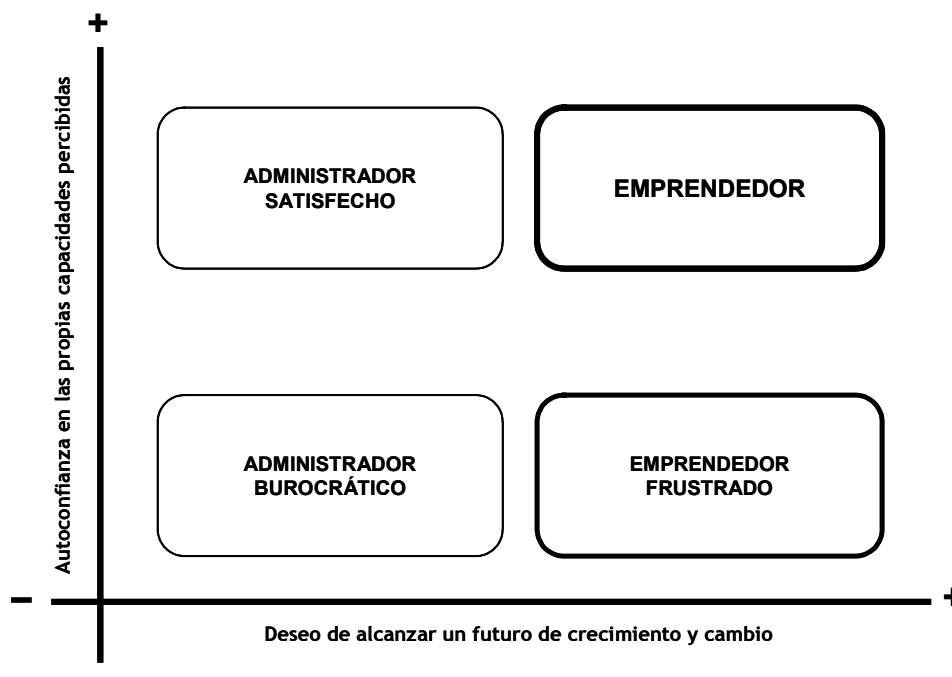 +
Autoconfianza en las propias capacidades percibidas
ADMINISTRADOR
SATISFECHO
EMPRENDEDOR
ADMINISTRADOR
BUROCRÁTICO
EMPRENDEDOR
FRUSTRADO
–
+
Deseo de alcanzar un futuro de crecimiento y cambio